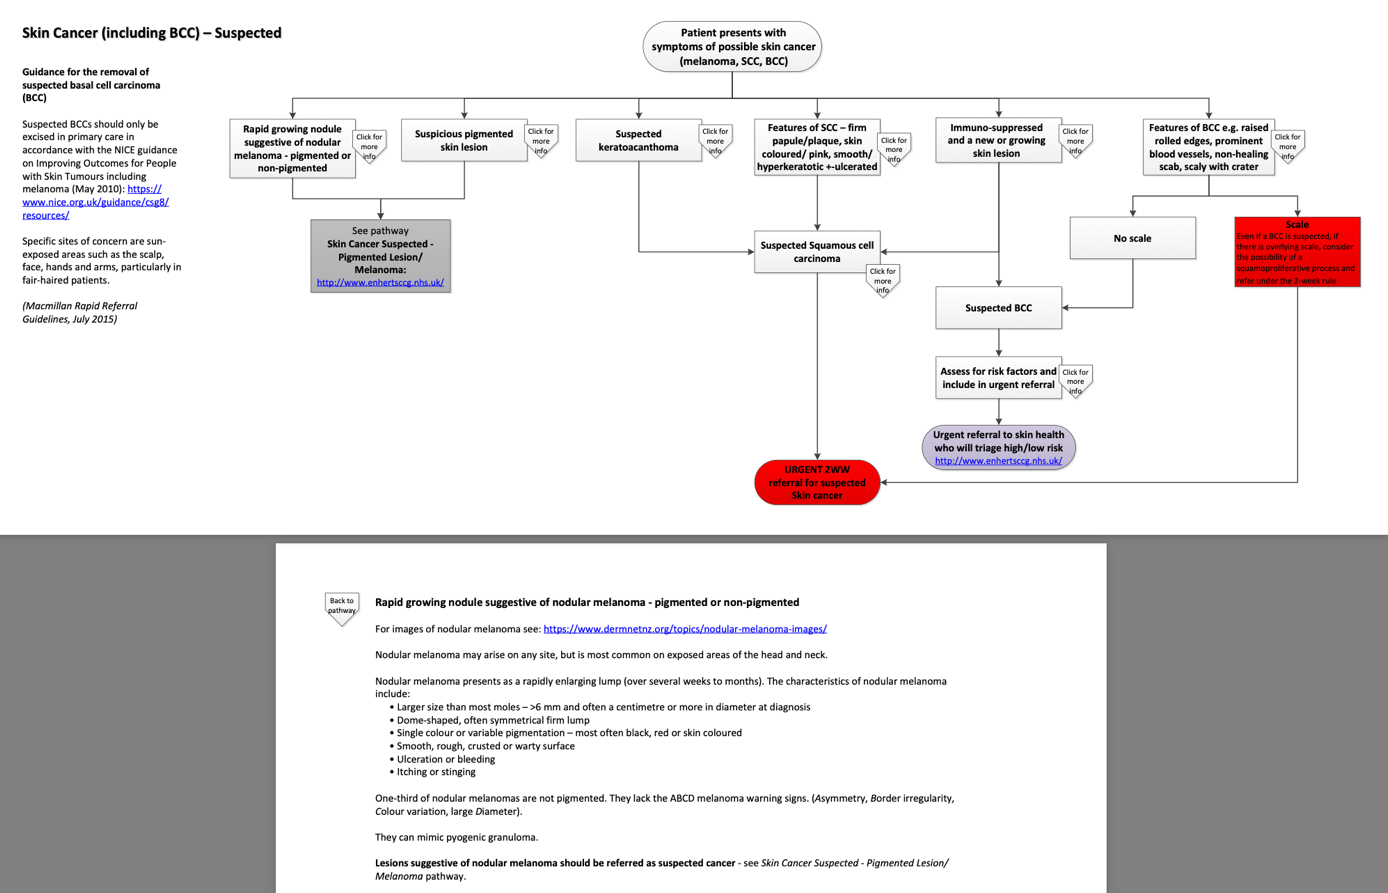 Skin Cancer (including BCC) – Suspected
Guidance for the removal of
suspected basal cell carcinoma
(BCC)
Suspected BCCs should only be
excised in primary care in
accordance with the NICE guidance
on Improving Outcomes for People
with Skin Tumours including
melanoma (May 2010): https://
www.nice.org.uk/guidance/csg8/
resources/
Specific sites of concern are sun-
exposed areas such as the scalp,
face, hands and arms, particularly in
fair-haired patients.
(Macmillan Rapid Referral
Guidelines, July 2015)
Patient presents with
symptoms of possible skin cancer
(melanoma, SCC, BCC)
Rapid growing nodule
suggestive of nodular
melanoma - pigmented or
non-pigmented
Click for
more
info
Suspicious pigmented
skin lesion
Click for
more
info
Suspected
keratoacanthoma
Click for
more
info
Features of SCC – firm
papule/plaque, skin
coloured/ pink, smooth/
hyperkeratotic +-ulcerated
Click for
more
info
Immuno-suppressed
and a new or growing
skin lesion
Click for
more
info
Features of BCC e.g. raised
rolled edges, prominent
blood vessels, non-healing
scab, scaly with crater
Click for
more
info
See pathway
Skin Cancer Suspected -
Pigmented Lesion/
Melanoma:
http://www.enhertsccg.nhs.uk/
Suspected Squamous cell
carcinoma
Click for
more
info
No scale
Scale
Even if a BCC is suspected, if
there is overlying scale, consider
the possibility of a
squamoproliferative process and
refer under the 2-week rule
Suspected BCC
Assess for risk factors and
include in urgent referral
Click for
more
info
Urgent referral to skin health
who will triage high/low risk
http://www.enhertsccg.nhs.uk/
URGENT 2WW
referral for suspected
Skin cancer
Back to
pathway
Rapid growing nodule suggestive of nodular melanoma - pigmented or non-pigmented
For images of nodular melanoma see: https://www.dermnetnz.org/topics/nodular-melanoma-images/
Nodular melanoma may arise on any site, but is most common on exposed areas of the head and neck.
Nodular melanoma presents as a rapidly enlarging lump (over several weeks to months). The characteristics of nodular melanoma
include:
• Larger size than most moles – >6 mm and often a centimetre or more in diameter at diagnosis
• Dome-shaped, often symmetrical firm lump
• Single colour or variable pigmentation – most often black, red or skin coloured
• Smooth, rough, crusted or warty surface
• Ulceration or bleeding
• Itching or stinging
One-third of nodular melanomas are not pigmented. They lack the ABCD melanoma warning signs. (Asymmetry, Border irregularity,
Colour variation, large Diameter).
They can mimic pyogenic granuloma.
Lesions suggestive of nodular melanoma should be referred as suspected cancer - see Skin Cancer Suspected - Pigmented Lesion/
Melanoma pathway.